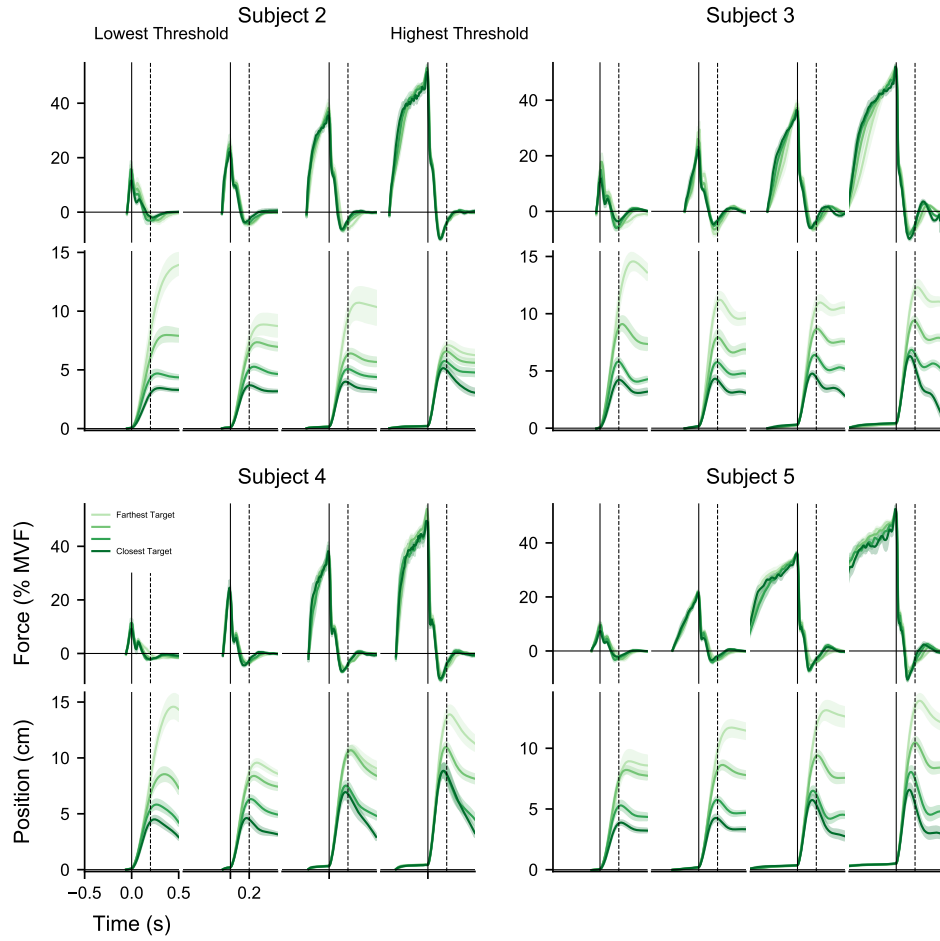 Subject 2
Subject 3
Lowest Threshold
Highest Threshold
40
20
0
40
20
0
15
10
5
0
15
10
5
0
Subject 4
Subject 5
Force (% MVF)
40
20
0
Farthest Target
Closest Target
40
20
0
Position (cm)
15
10
5
0
10
5
0
−0.5
0.0
0.5
0.2
Time (s)